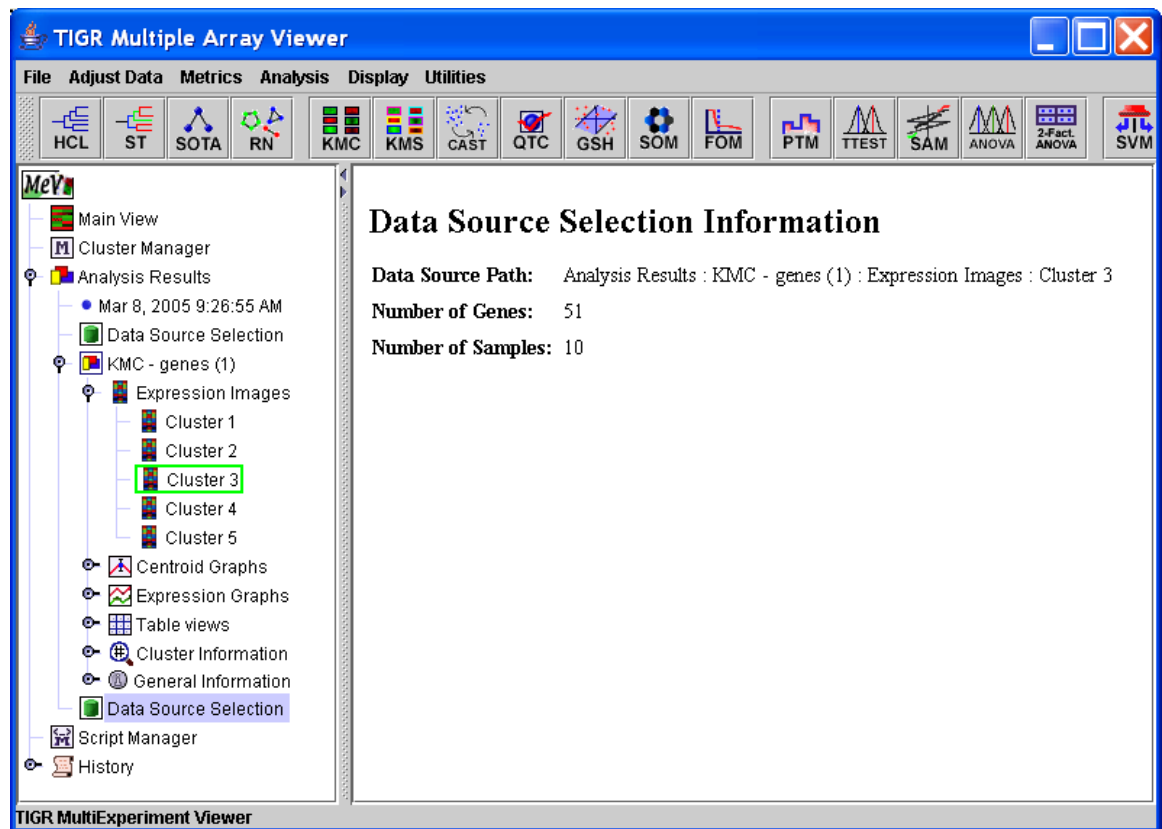 TIGR Multiple Array Viewer
File Adjust Data Metrics Analysis Display Utilities
HCL ST SOTA RN KMC KMS CAST QTC GSH SOM FOM PTM TTEST SAM ANOVA 2-Fact. ANOVA SVM
MeV
Main View
M Cluster Manager
Analysis Results
Mar 8, 2005 9:26:55 AM
Data Source Selection
KMC - genes (1)
Expression Images
Cluster 1
Cluster 2
Cluster 3
Cluster 4
Cluster 5
Centroid Graphs
Expression Graphs
Table views
# Cluster Information
General Information
Data Source Selection
Script Manager
History
Data Source Selection Information
Data Source Path: Analysis Results : KMC - genes (1) : Expression Images : Cluster 3
Number of Genes: 51
Number of Samples: 10
TIGR MultiExperiment Viewer